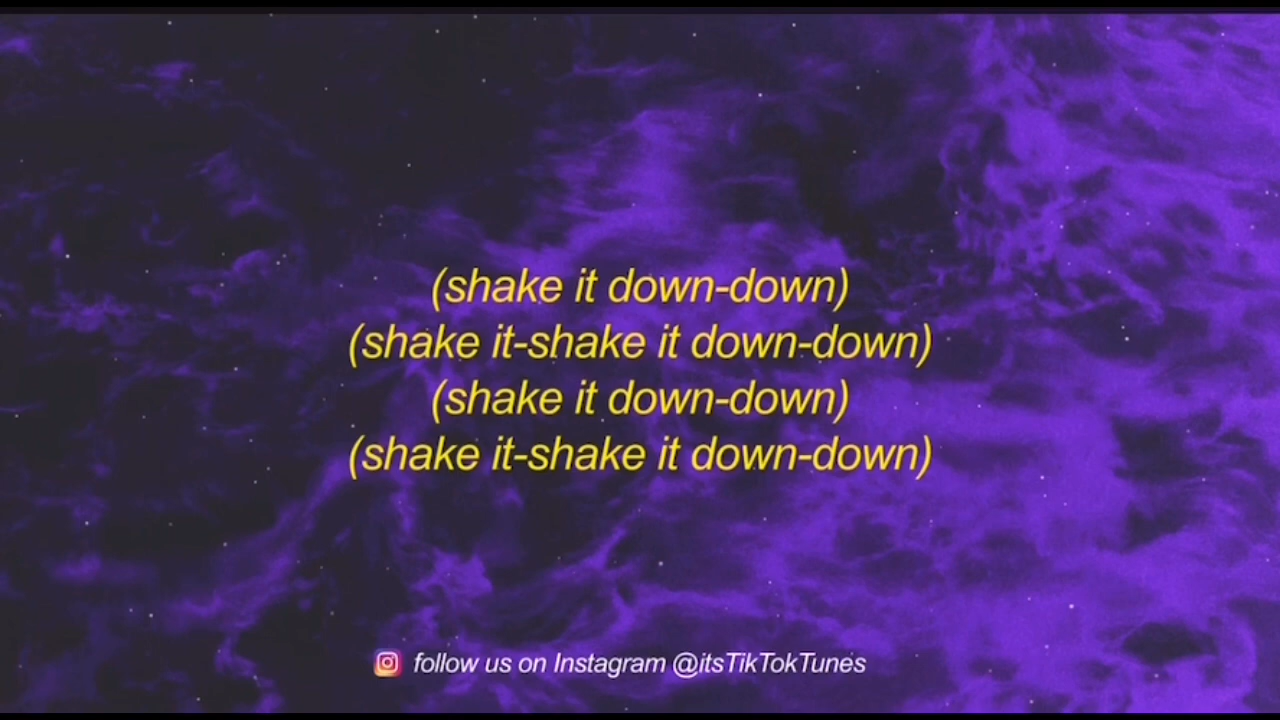 (shake it down-down)
(shake it-shake it down-down)
(shake it down-down)
(shake it-shake it down-down)
follow us on Instagram @itsTikTokTunes